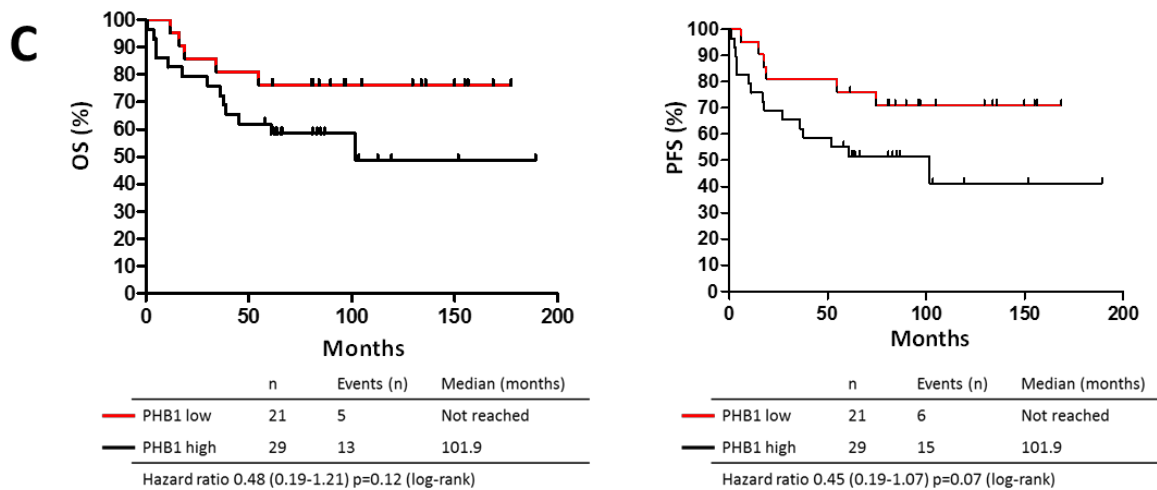 C
OS (%)
100
90
80
70
60
50
40
30
20
10
0
0 50 100 150 200
Months
n Events (n) Median (months)
PHB1 low 21 5 Not reached
PHB1 high 29 13 101.9
Hazard ratio 0.48 (0.19-1.21) p=0.12 (log-rank)
PFS (%)
100
90
80
70
60
50
40
30
20
10
0
0 50 100 150 200
Months
n Events (n) Median (months)
PHB1 low 21 6 Not reached
PHB1 high 29 15 101.9
Hazard ratio 0.45 (0.19-1.07) p=0.07 (log-rank)